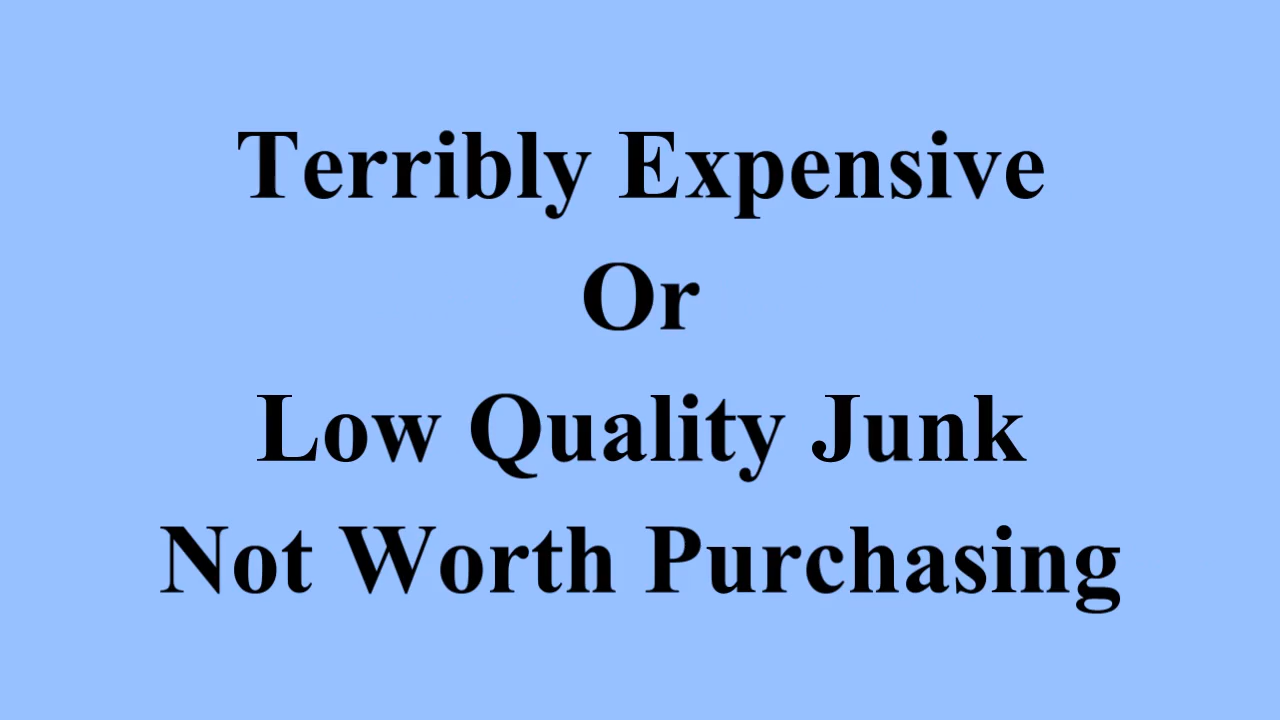 Terribly Expensive
Or
Low Quality Junk
Not Worth Purchasing